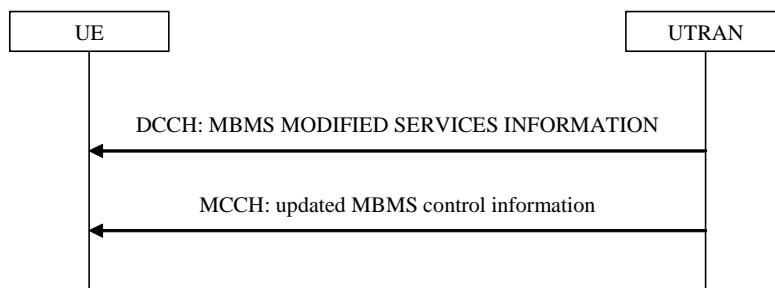 UE
UTRAN
DCCH: MBMS MODIFIED SERVICES INFORMATION
MCCH: updated MBMS control information